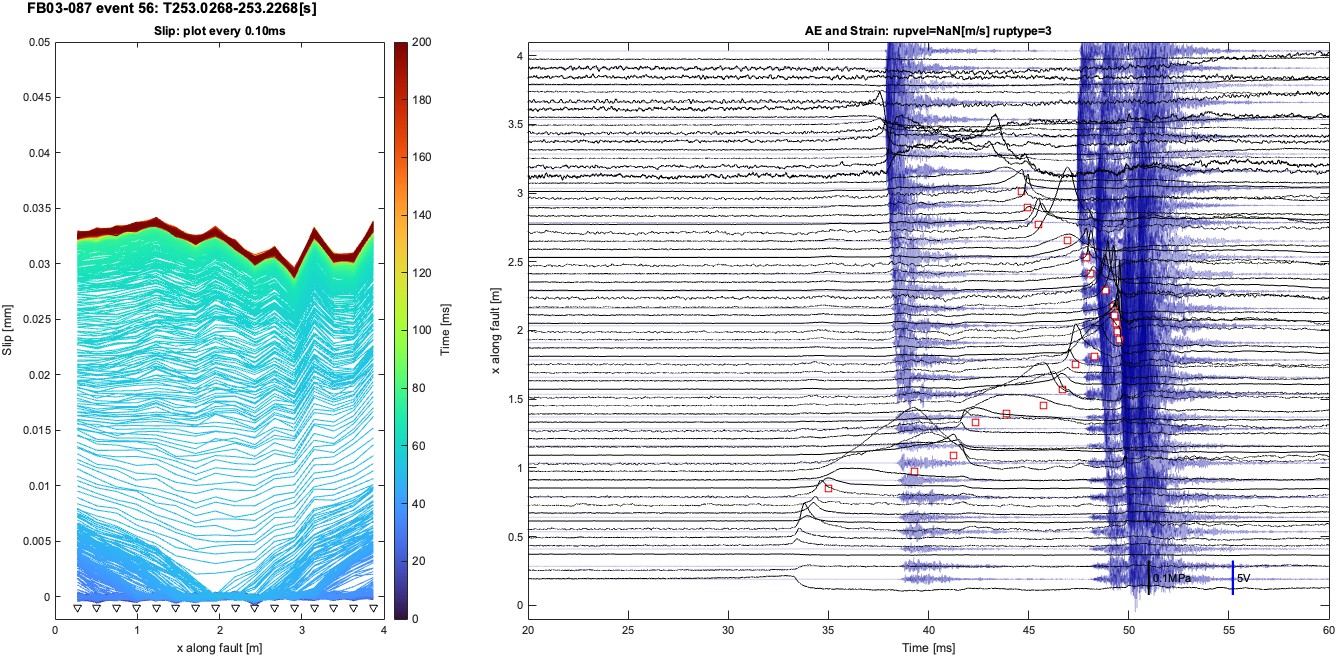 FB03-087 event 56: T253.0268-253.2268[s]
Slip: plot every 0.10ms
0.05
0.045
0.04
0.035
0.03
0.025
0.02
0.015
0.01
0.005
0
Slip [mm]
0 1 2 3 4
x along fault [m]
200
180
160
140
120
100
80
60
40
20
0
Time [ms]
AE and Strain: rupvel=NaN[m/s] ruptype=3
4
3.5
3
2.5
2
1.5
1
0.5
0
x along fault [m]
0.1MPa
5V
20 25 30 35 40 45 50 55 60
Time [ms]